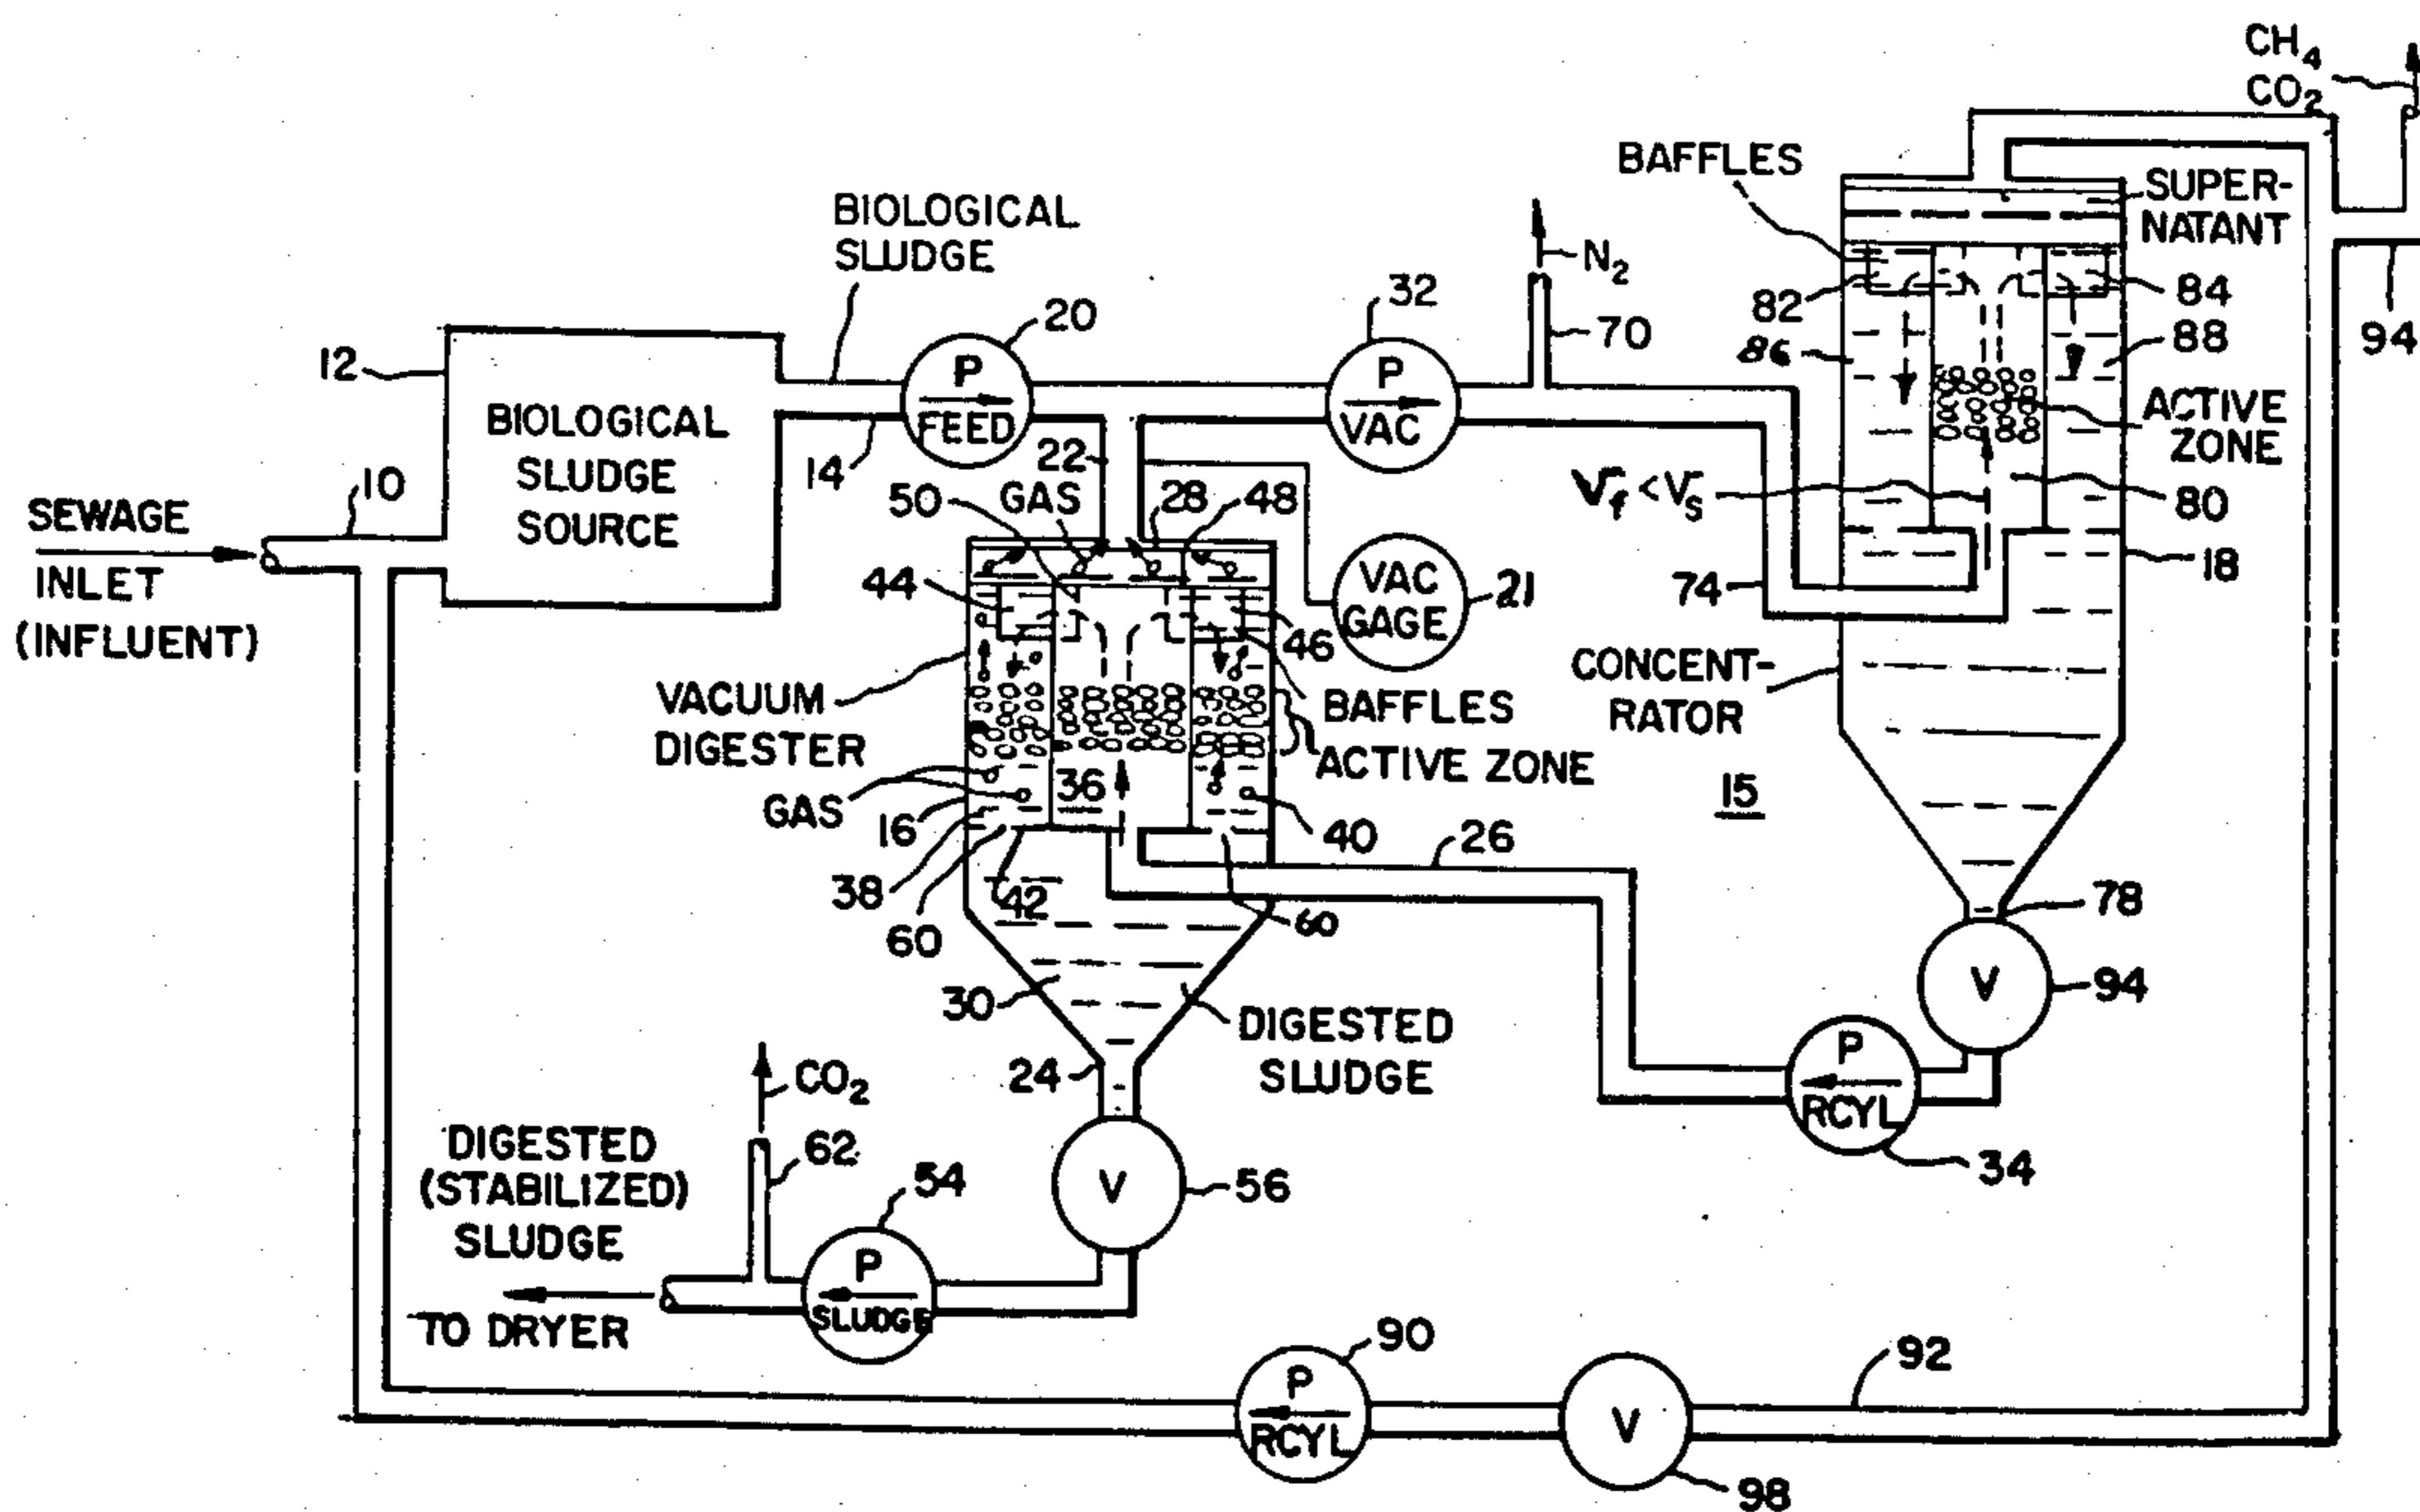 CH4
CO2
BAFFLES
SUPER-
NATANT
BIOLOGICAL
SLUDGE
N2
32
20
70
82
84
12
86
88
94
P
FEED
P
VAC
BIOLOGICAL
SLUDGE
SOURCE
ACTIVE
ZONE
14
22
10
50
GAS
28
48
Vf < Vs
80
SEWAGE
INLET
(INFLUENT)
18
44
VAC
GAGE
21
74
46
CONCENT-
RATOR
VACUUM
DIGESTER
BAFFLES
ACTIVE ZONE
36
15
GAS
16
40
26
38
42
78
60
60
V
94
30
DIGESTED
SLUDGE
P
RCYL
24
CO2
34
62
DIGESTED
(STABILIZED)
SLUDGE
54
V
56
P
SLUDGE
TO DRYER
90
92
P
RCYL
V
98